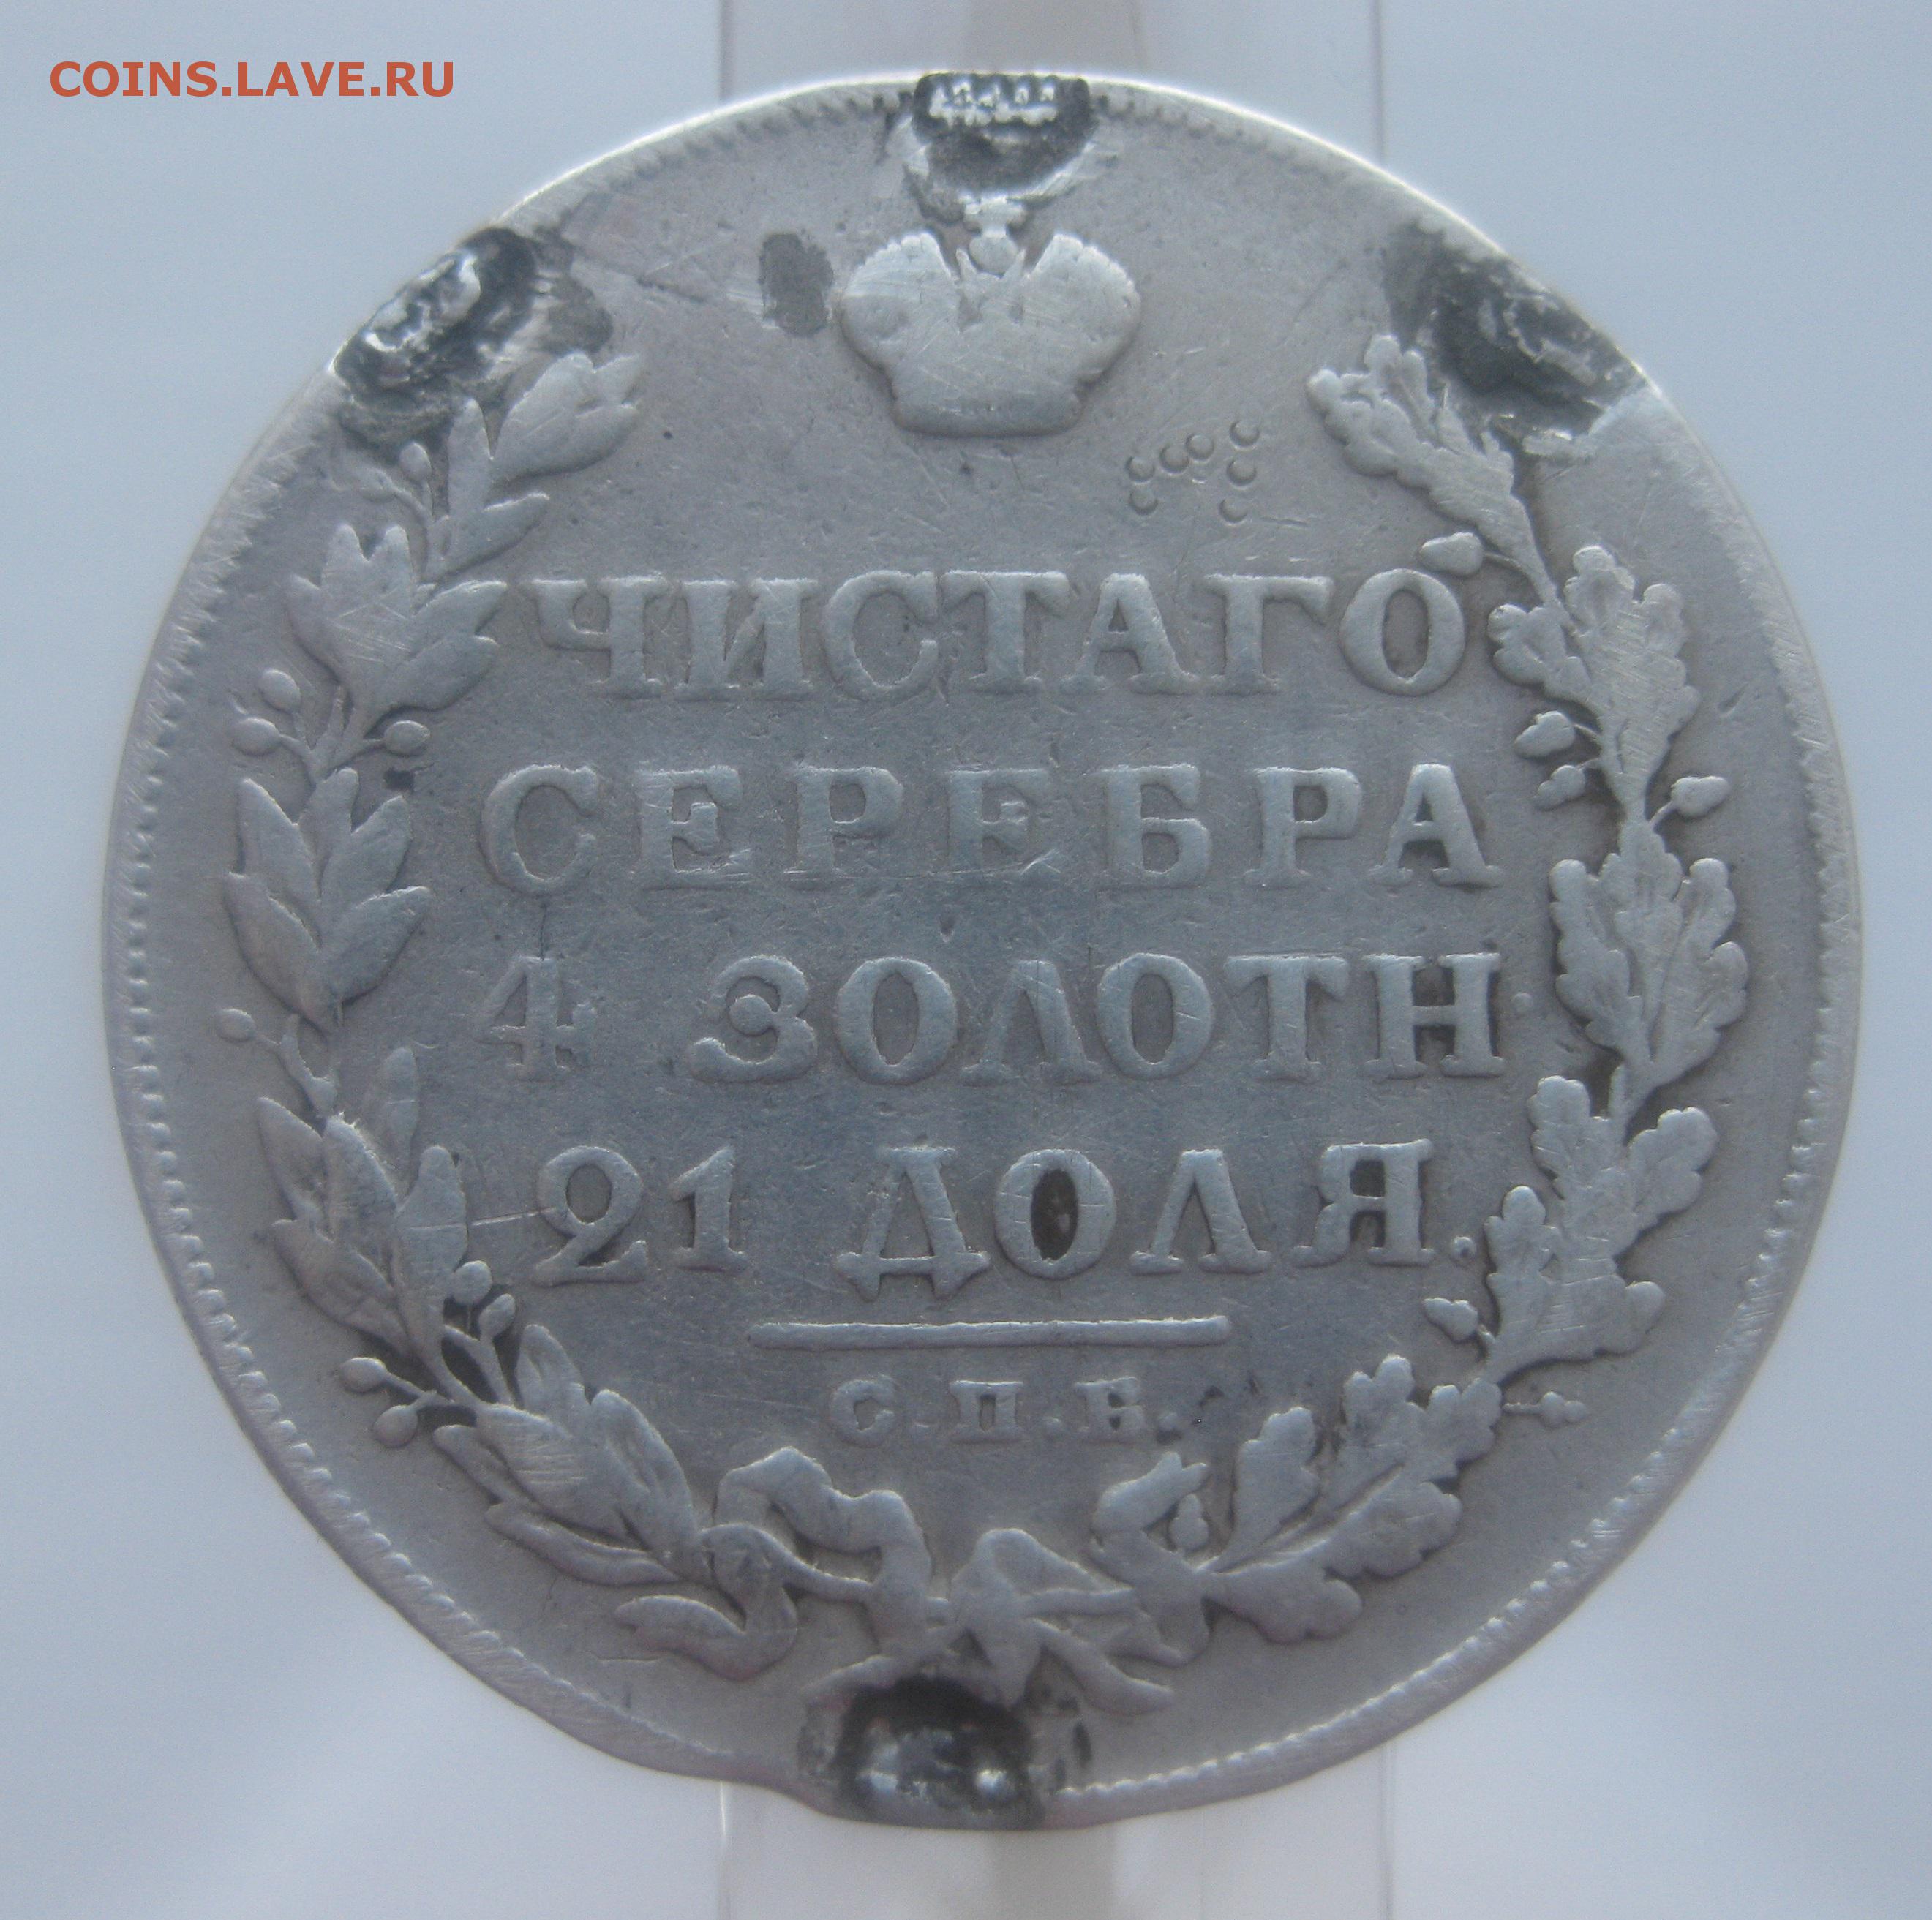 COINS.LAVE.RU
ЧИСТАГО
СЕРЕБРА
4 ЗОЛОТН
21 ДОЛЯ.
С.П.Б.